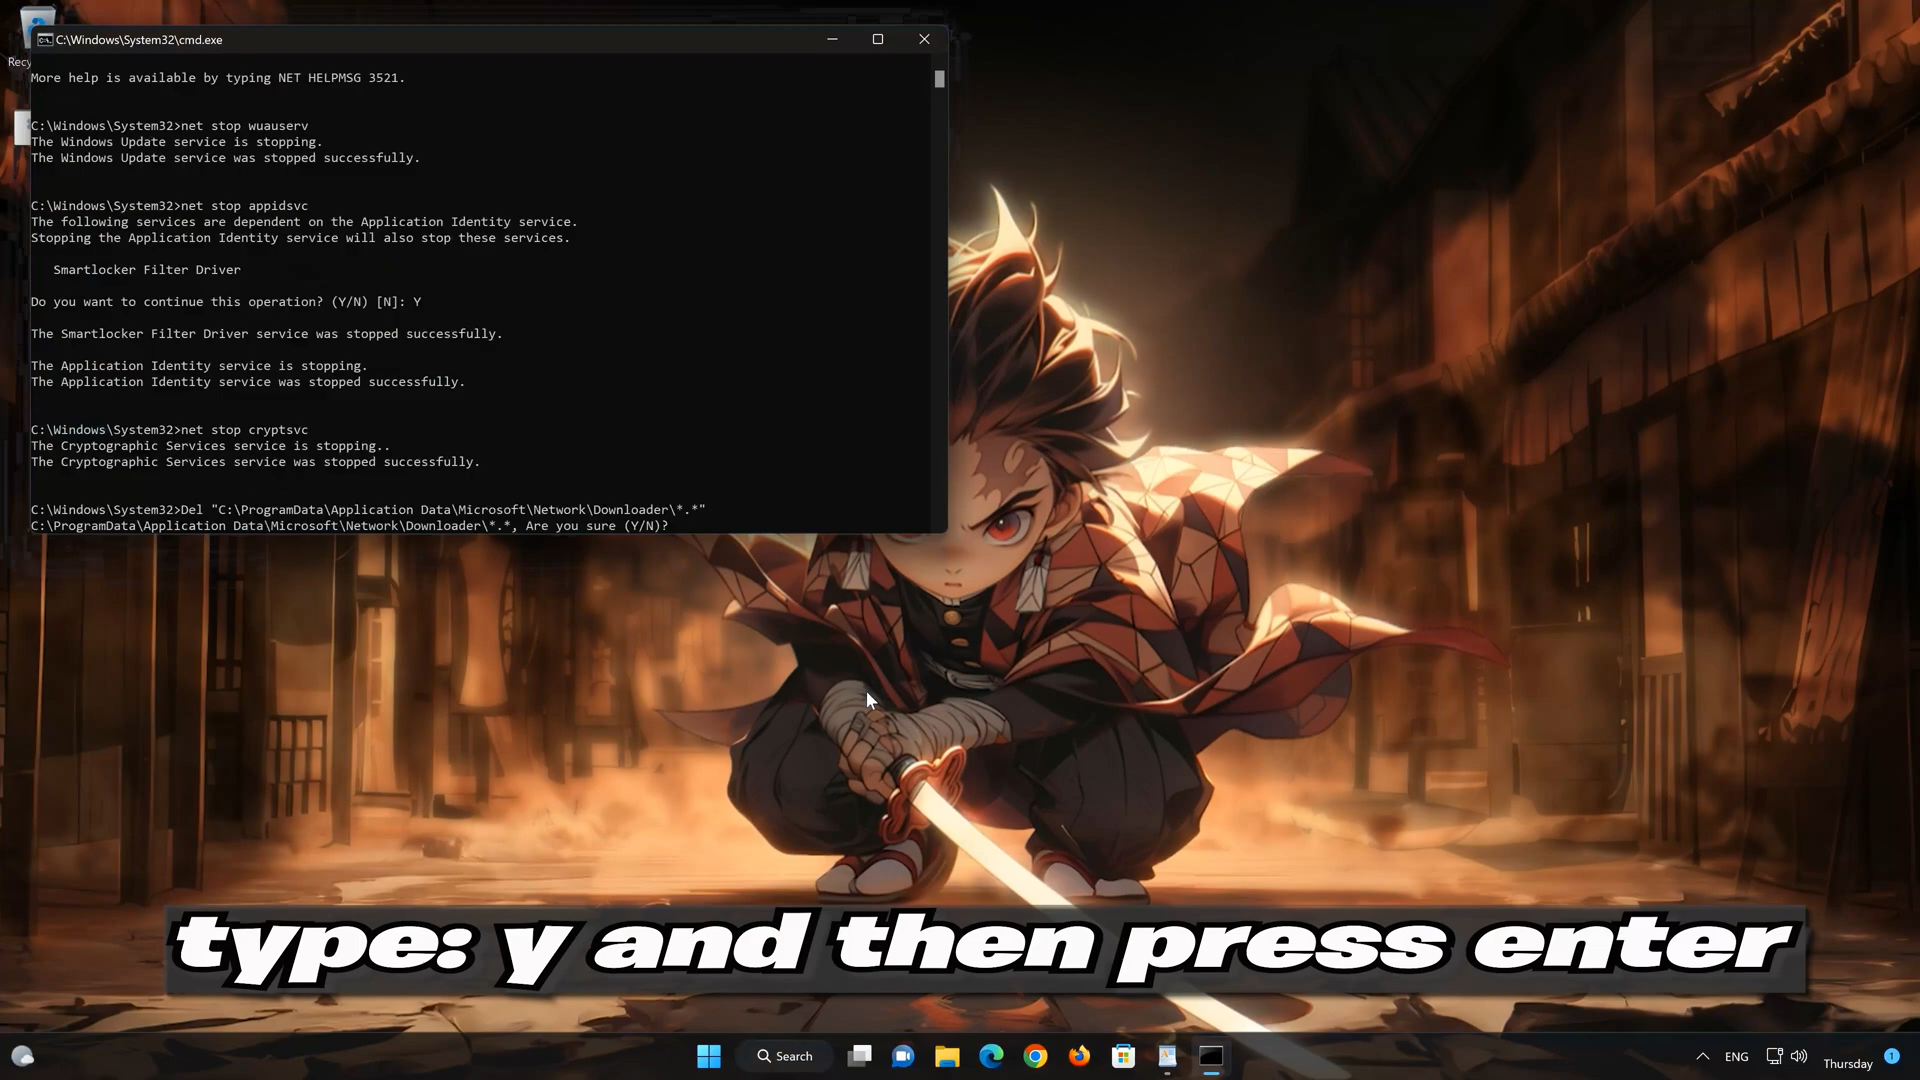 Recy
C:\Windows\System32\cmd.exe
More help is available by typing NET HELPMSG 3521.
C:\Windows\System32>net stop wuauserv
The Windows Update service is stopping.
The Windows Update service was stopped successfully.
C:\Windows\System32>net stop appidsvc
The following services are dependent on the Application Identity service.
Stopping the Application Identity service will also stop these services.
Smartlocker Filter Driver
Do you want to continue this operation? (Y/N) [N]: Y
The Smartlocker Filter Driver service was stopped successfully.
The Application Identity service is stopping.
The Application Identity service was stopped successfully.
C:\Windows\System32>net stop cryptsvc
The Cryptographic Services service is stopping..
The Cryptographic Services service was stopped successfully.
C:\Windows\System32>Del "C:\ProgramData\Application Data\Microsoft\Network\Downloader\*.*"
C:\ProgramData\Application Data\Microsoft\Network\Downloader\*.*, Are you sure (Y/N)?
type: y and then press enter
Search
ENG
Thursday
1